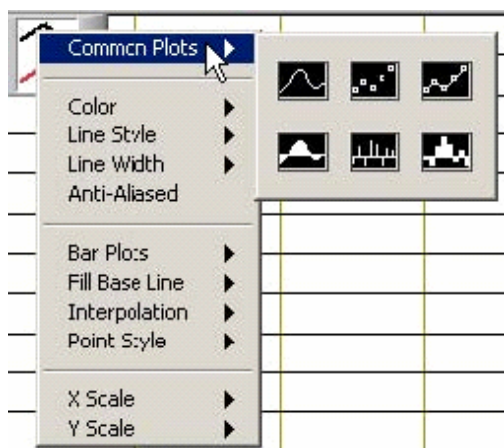 Common Plots
Color
Line Style
Line Width
Anti-Aliased
Bar Plots
Fill Base Line
Interpolation
Point Style
X Scale
Y Scale